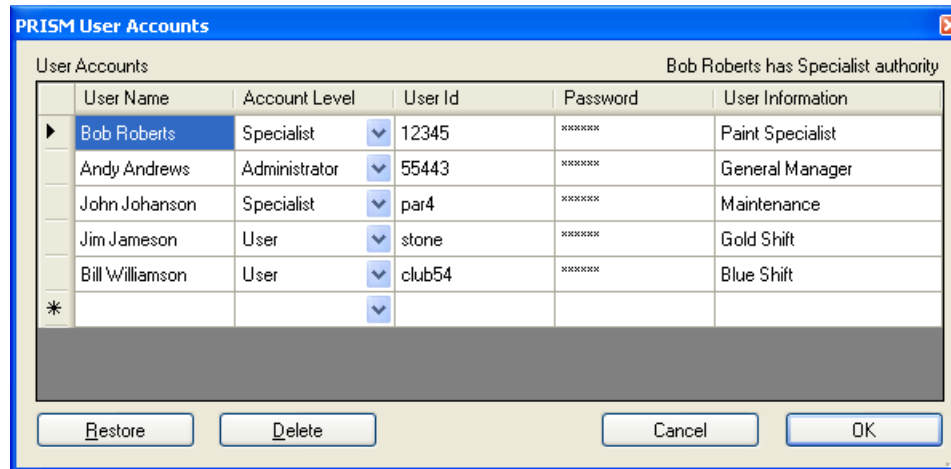 PRISM User Accounts
User Accounts Bob Roberts has Specialist authority
User Name Account Level User Id Password User Information
Bob Roberts Specialist 12345 ****** Paint Specialist
Andy Andrews Administrator 55443 ****** General Manager
John Johanson Specialist par4 ****** Maintenance
Jim Jameson User stone ****** Gold Shift
Bill Williamson User club54 ****** Blue Shift
*
Restore Delete Cancel OK